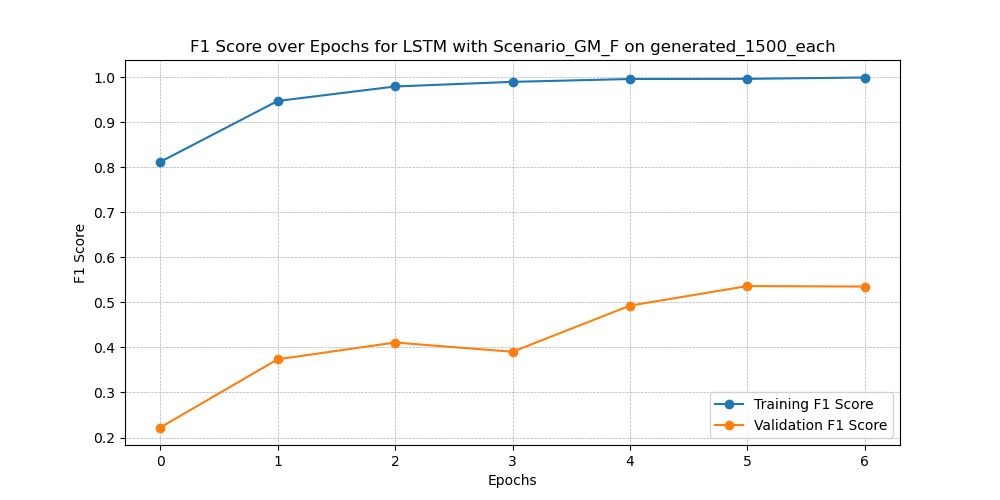 F1 Score over Epochs for LSTM with Scenario_GM_F on generated_1500_each
F1 Score
1.0
0.9
0.8
0.7
0.6
0.5
0.4
0.3
0.2
Training F1 Score
Validation F1 Score
0 1 2 3 4 5 6
Epochs